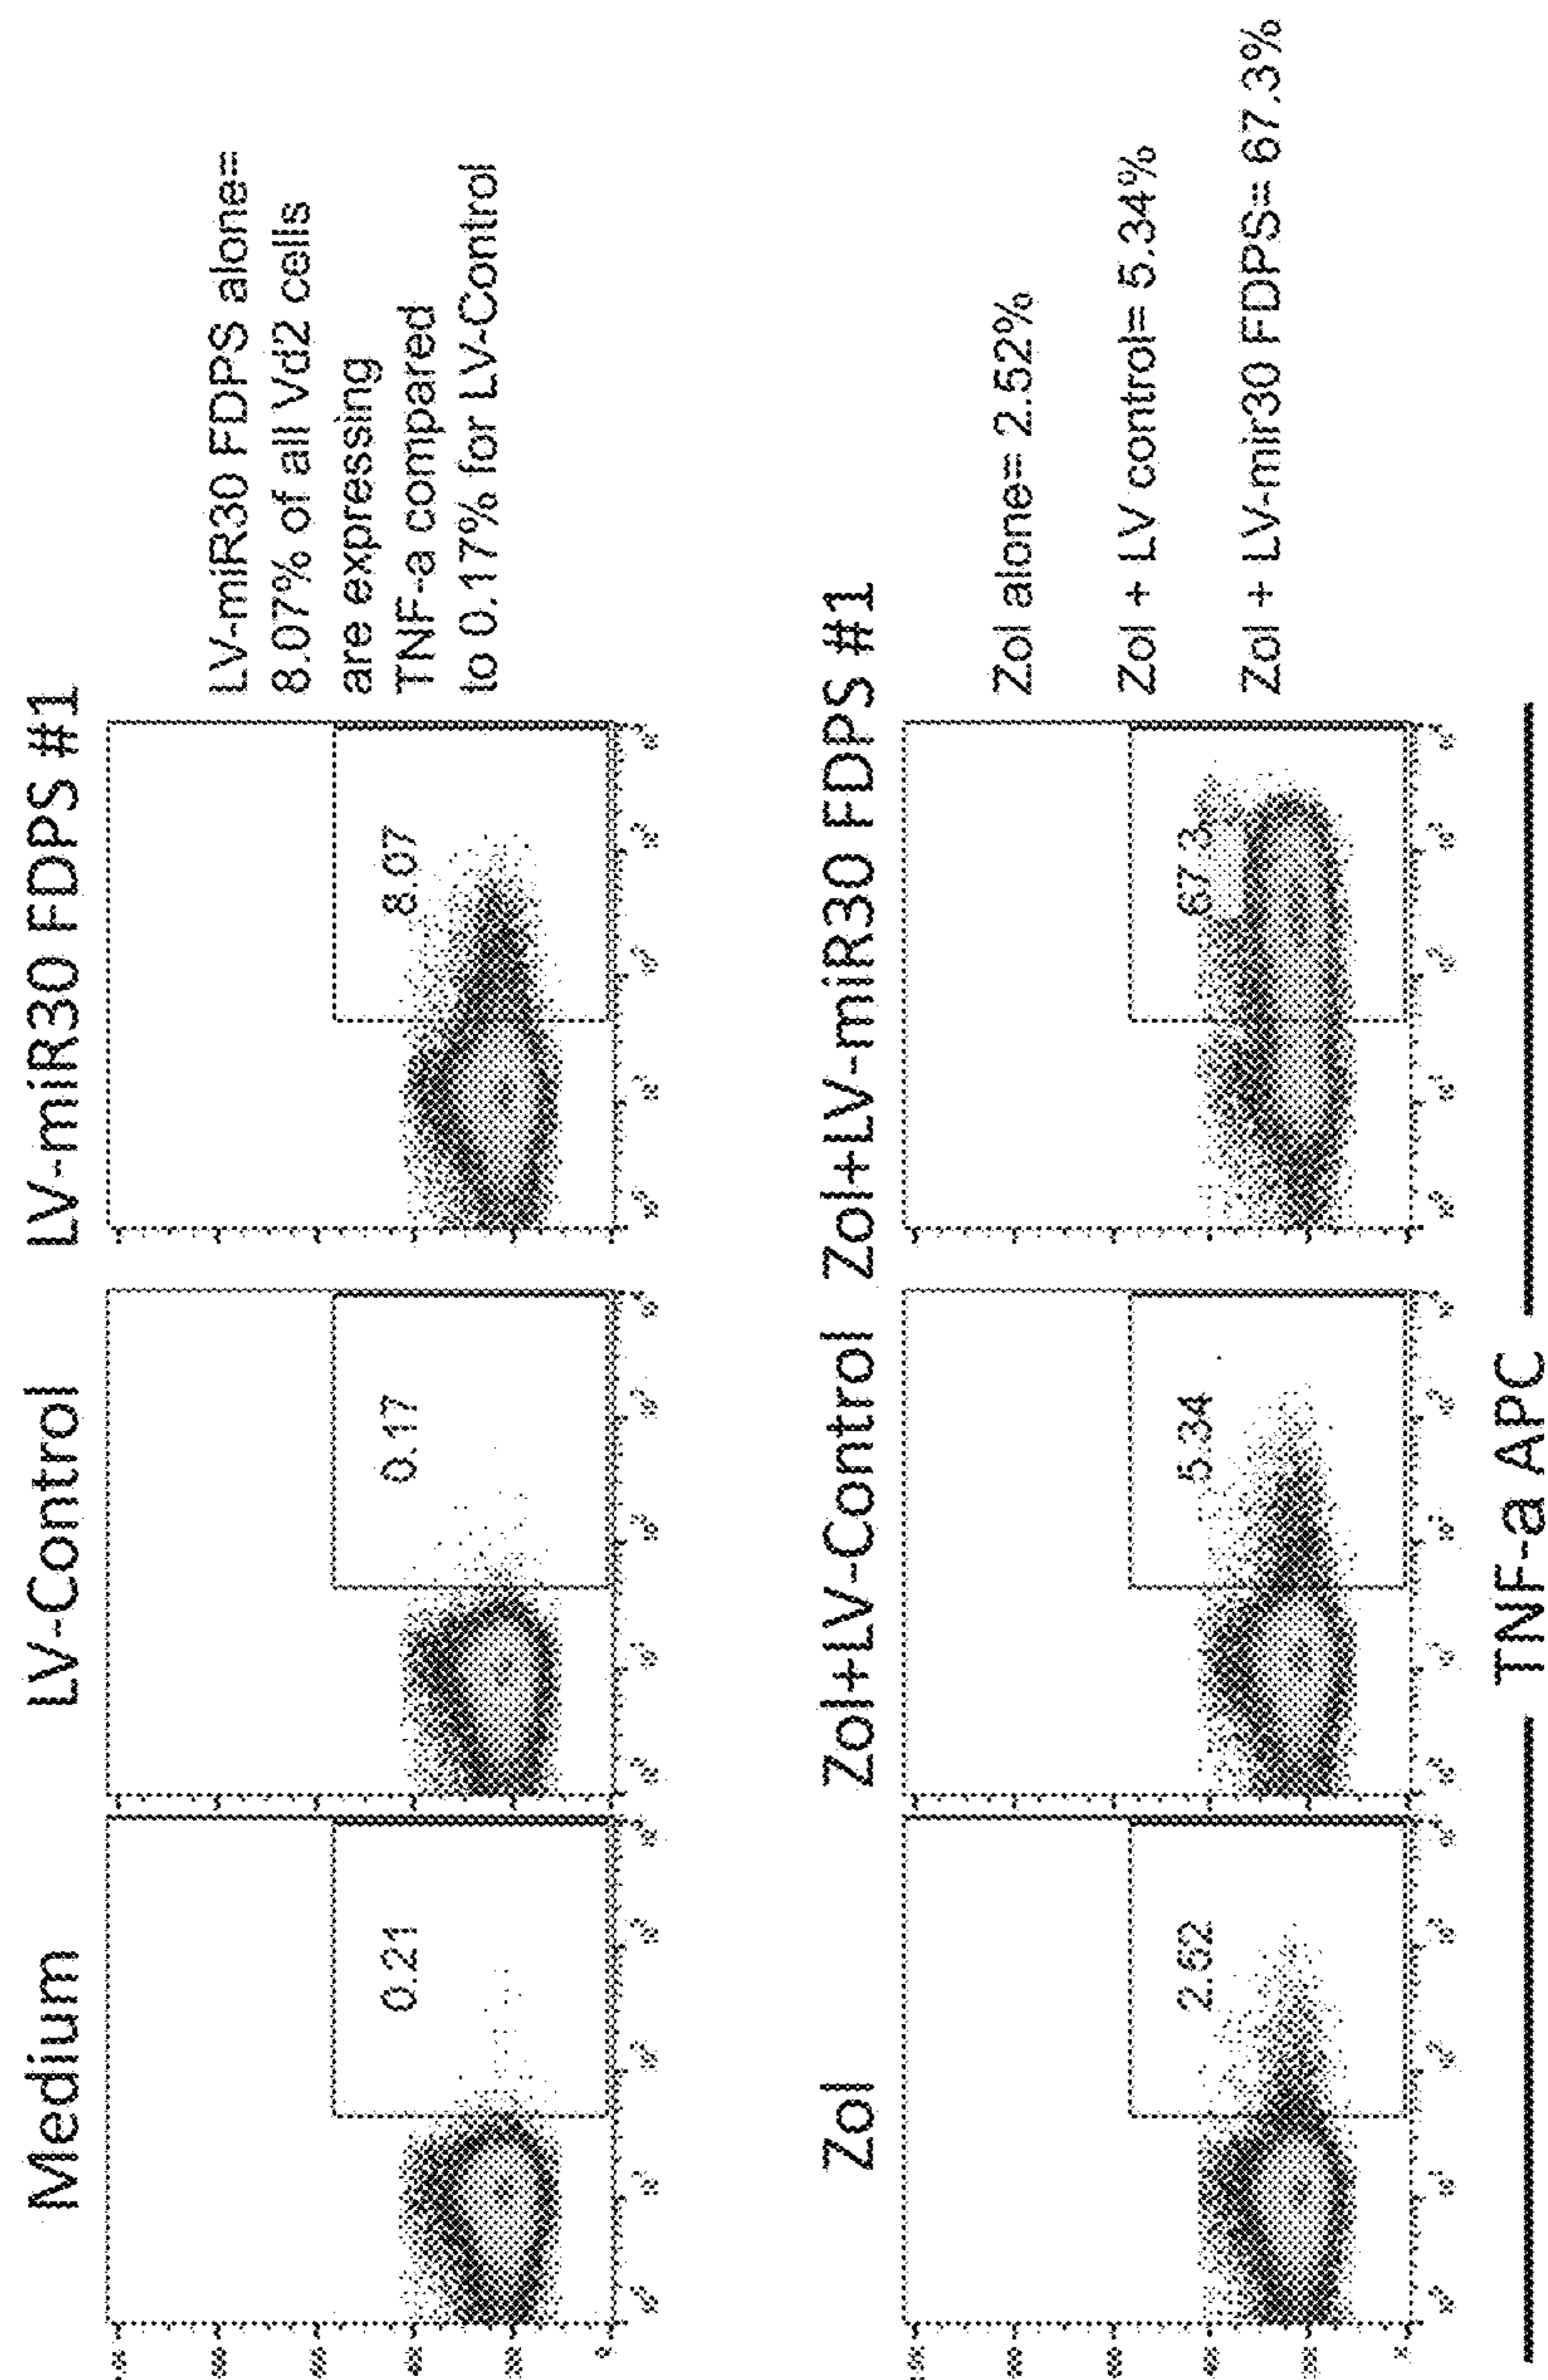 Medium
LV-Control
LV-miR30 FDPS #1
0.21
0.17
8.07
LV-miR30 FDPS alone=
8.07% of all Vd2 cells
are expressing
TNF-a compared
to 0.17% for LV-Control
Zol
Zol+LV-Control
Zol+LV-miR30 FDPS #1
2.62
5.34
67.3
Zol alone= 2.52%
Zol + LV control= 5.34%
Zol + LV-mir30 FDPS= 67.3%
TNF-a APC